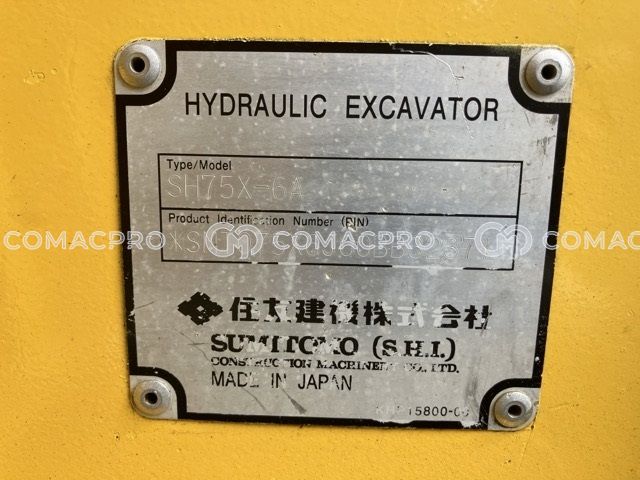 HYDRAULIC EXCAVATOR
Type/Model
SH75X-6A
Product Identification Number (PIN)
COMACPRO COMACPRO COMACPRO
住友建機株式会社
SUMITOMO (S.H.I.)
CONSTRUCTION MACHINERY CO., LTD.
MADE IN JAPAN